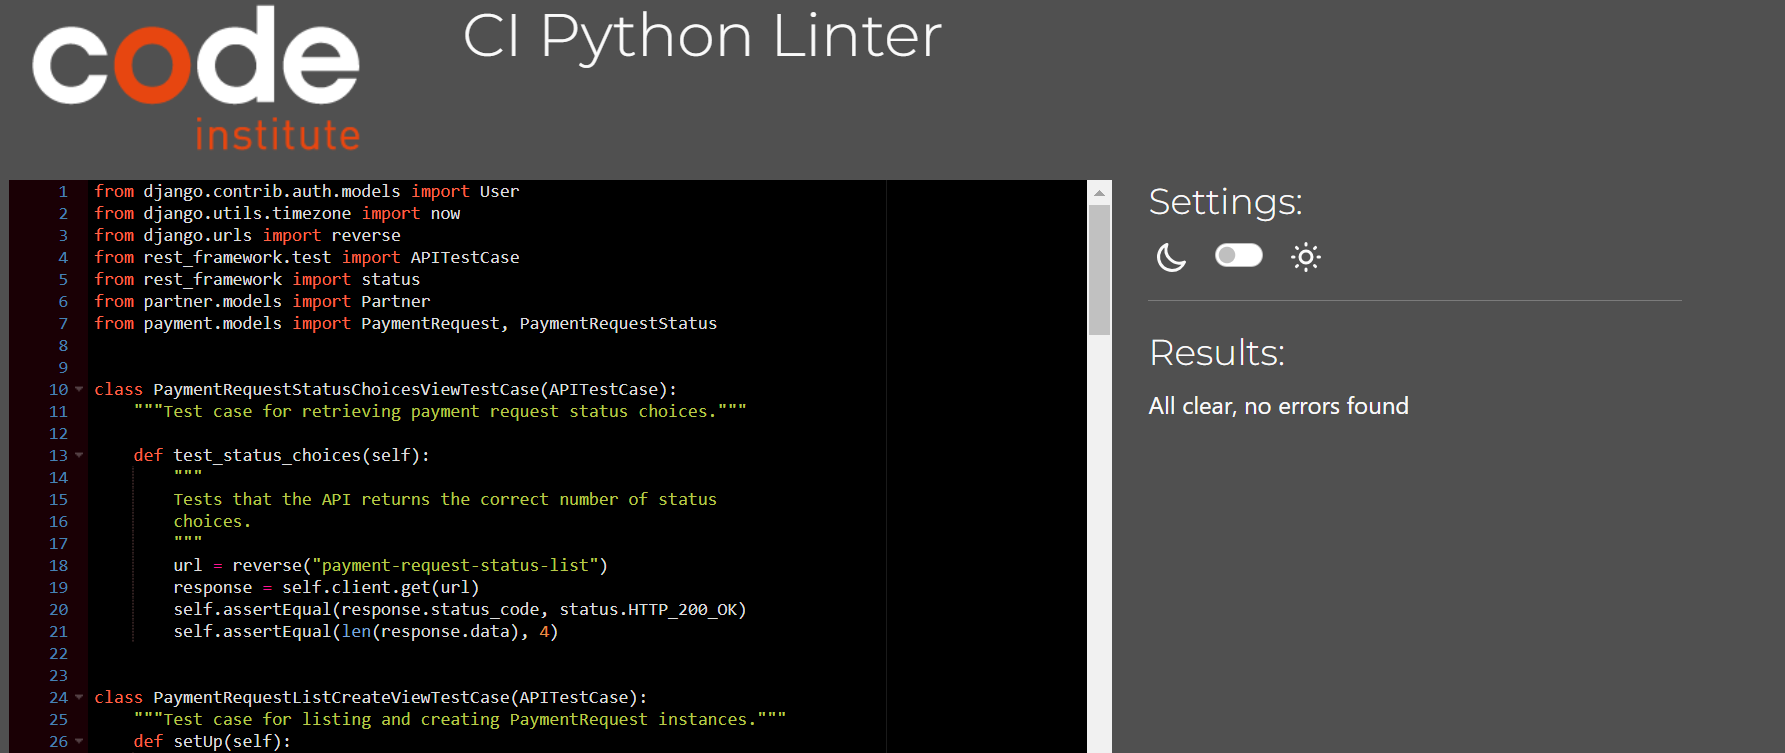 code
institute
CI Python Linter
1 from django.contrib.auth.models import User
2 from django.utils.timezone import now
3 from django.urls import reverse
4 from rest_framework.test import APITestCase
5 from rest_framework import status
6 from partner.models import Partner
7 from payment.models import PaymentRequest, PaymentRequestStatus
8
9
10 class PaymentRequestStatusChoicesViewTestCase(APITestCase):
11     """Test case for retrieving payment request status choices."""
12
13     def test_status_choices(self):
14         """
15         Tests that the API returns the correct number of status
16         choices.
17         """
18         url = reverse("payment-request-status-list")
19         response = self.client.get(url)
20         self.assertEqual(response.status_code, status.HTTP_200_OK)
21         self.assertEqual(len(response.data), 4)
22
23
24 class PaymentRequestListCreateViewTestCase(APITestCase):
25     """Test case for listing and creating PaymentRequest instances."""
26     def setUp(self):
Settings:
Results:
All clear, no errors found